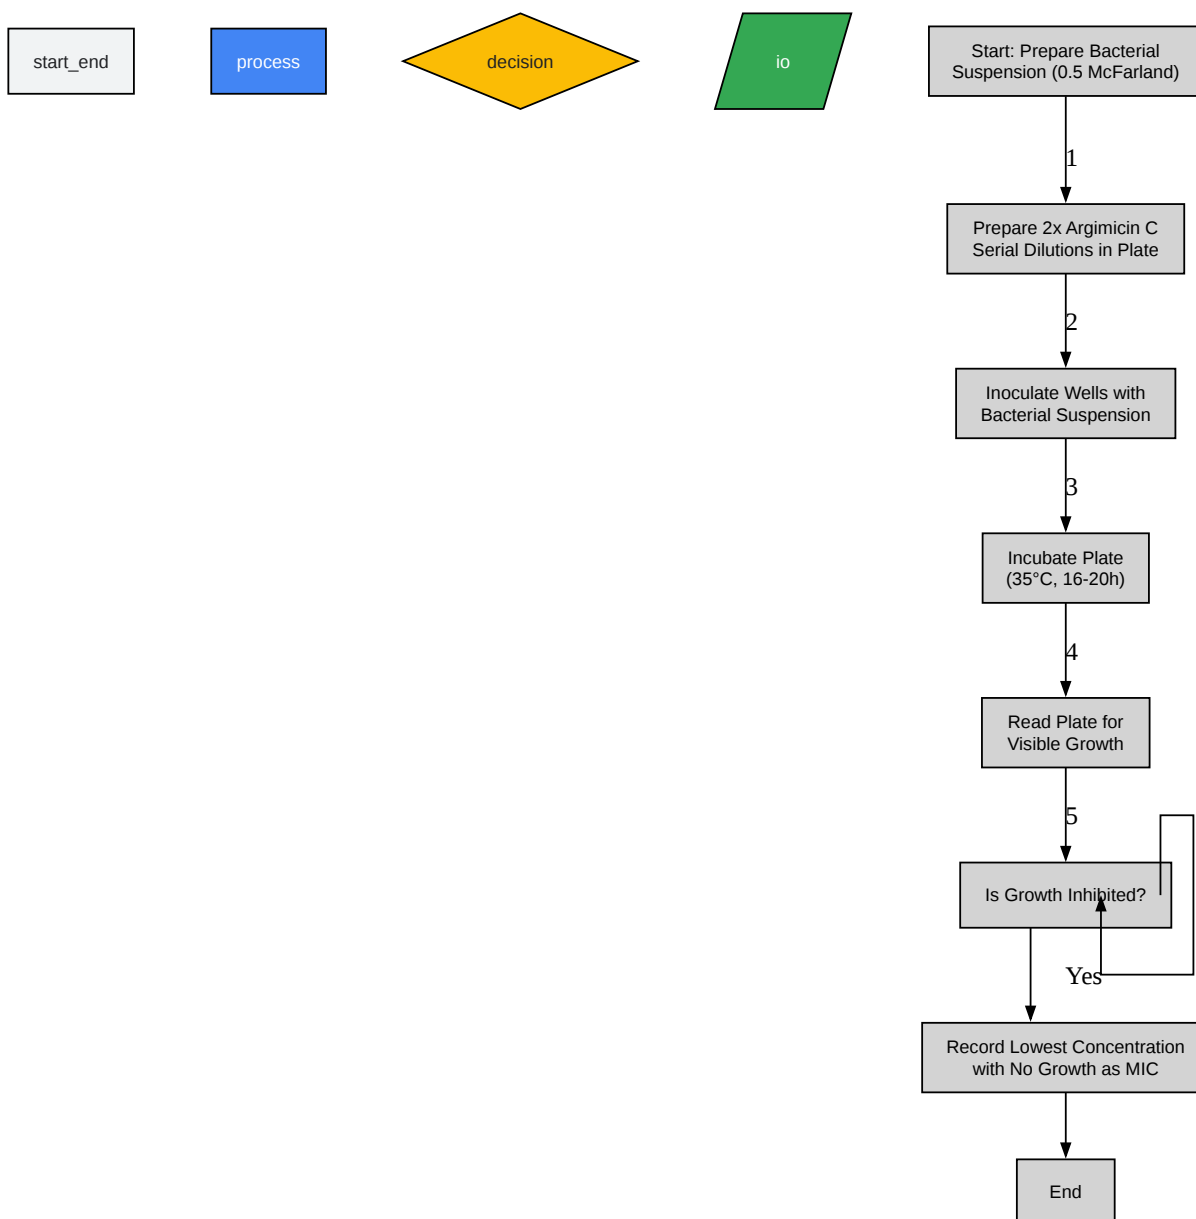 start_end
process
decision
io
Start: Prepare Bacterial
Suspension (0.5 McFarland)
1
Prepare 2x Argimicin C
Serial Dilutions in Plate
2
Inoculate Wells with
Bacterial Suspension
3
Incubate Plate
(35°C, 16-20h)
4
Read Plate for
Visible Growth
5
Is Growth Inhibited?
Yes
Record Lowest Concentration
with No Growth as MIC
End